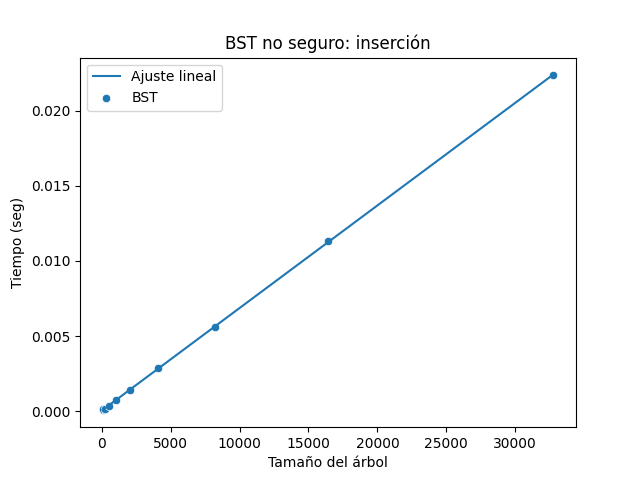 BST no seguro: inserción
Ajuste lineal
BST
0.020
0.015
0.010
0.005
0.000
Tiempo (seg)
0 5000 10000 15000 20000 25000 30000
Tamaño del árbol